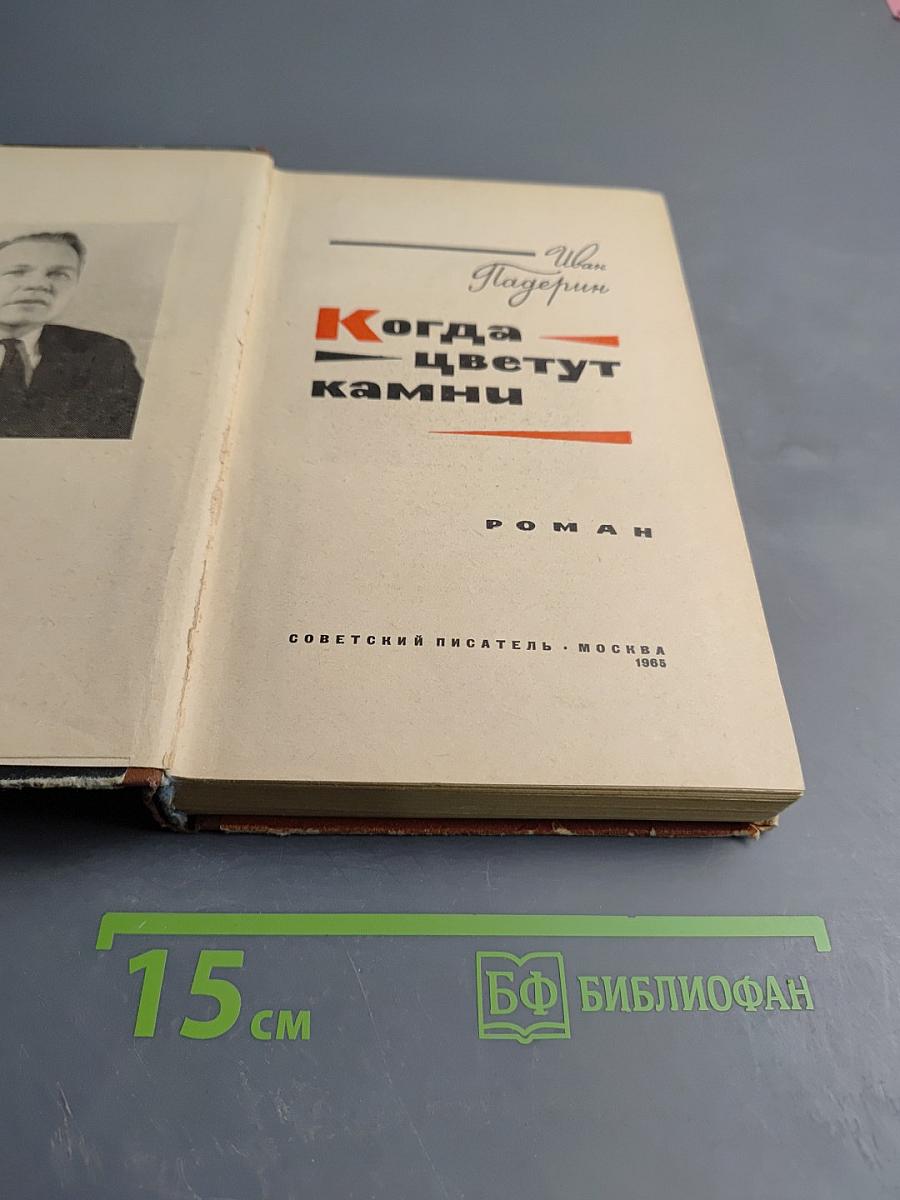 Иван
Падерин
Когда
цветут
камни
РОМАН
СОВЕТСКИЙ ПИСАТЕЛЬ · МОСКВА
1965
15 см
БФ БИБЛИОФАН